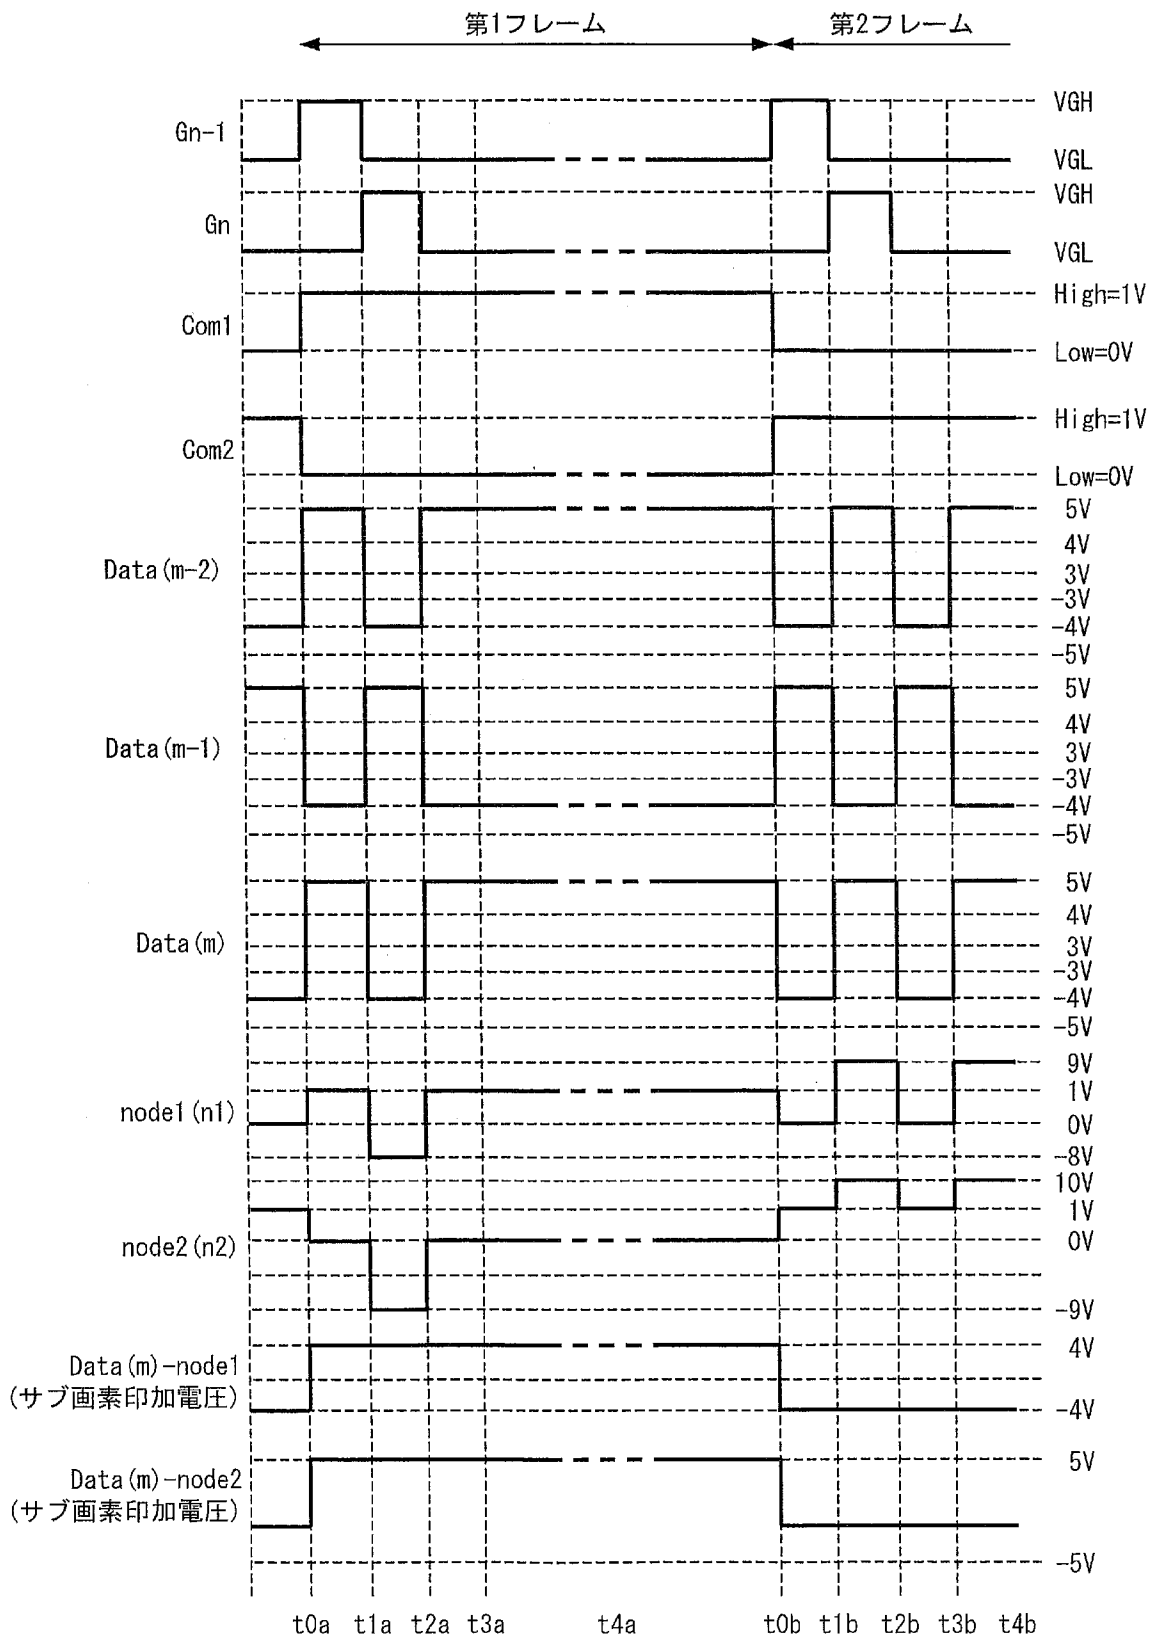 第1フレーム 第2フレーム
Gn-1 VGH
VGL
Gn VGH
VGL
Com1 High=1V
Low=0V
Com2 High=1V
Low=0V
Data(m-2) 5V
4V
3V
-3V
-4V
-5V
Data(m-1) 5V
4V
3V
-3V
-4V
-5V
Data(m) 5V
4V
3V
-3V
-4V
-5V
node1(n1) 9V
1V
0V
-8V
node2(n2) 10V
1V
0V
-9V
Data(m)-node1 4V
(サブ画素印加電圧) -4V
Data(m)-node2 5V
(サブ画素印加電圧)
-5V
t0a t1a t2a t3a t4a t0b t1b t2b t3b t4b